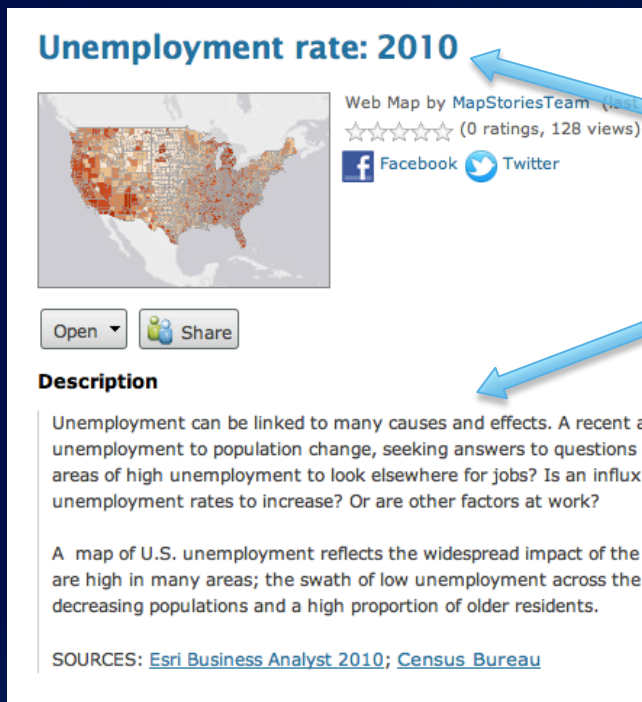 Unemployment rate: 2010
Web Map by MapStoriesTeam (last
(0 ratings, 128 views)
Facebook Twitter
Open Share
Description
Unemployment can be linked to many causes and effects. A recent a
unemployment to population change, seeking answers to questions
areas of high unemployment to look elsewhere for jobs? Is an influx
unemployment rates to increase? Or are other factors at work?
A map of U.S. unemployment reflects the widespread impact of the
are high in many areas; the swath of low unemployment across the
decreasing populations and a high proportion of older residents.
SOURCES: Esri Business Analyst 2010; Census Bureau